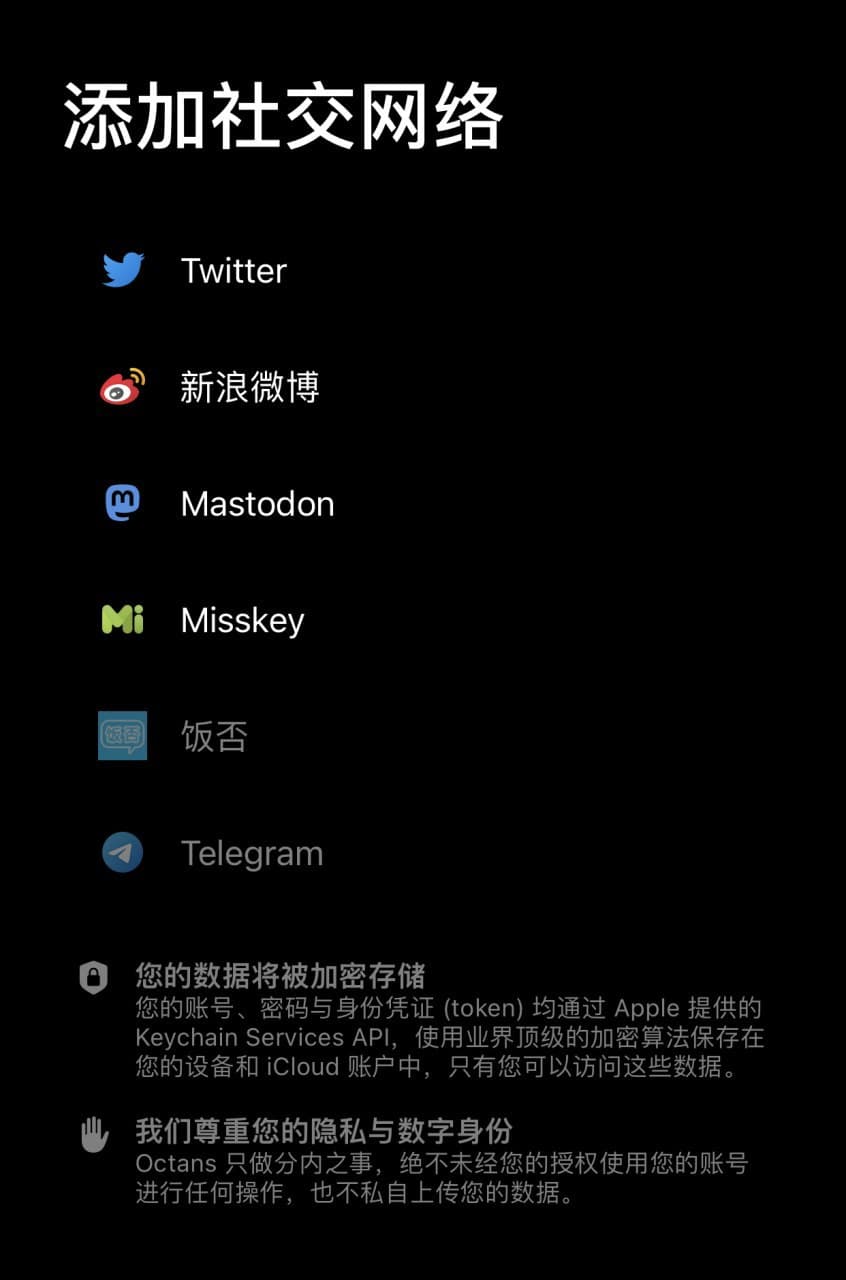 添加社交网络
Twitter
新浪微博
Mastodon
Misskey
饭否
饭否
Telegram
您的数据将被加密存储
您的账号、密码与身份凭证 (token) 均通过 Apple 提供的
Keychain Services API，使用业界顶级的加密算法保存在
您的设备和 iCloud 账户中，只有您可以访问这些数据。
我们尊重您的隐私与数字身份
Octans 只做分内之事，绝不未经您的授权使用您的账号
进行任何操作，也不私自上传您的数据。